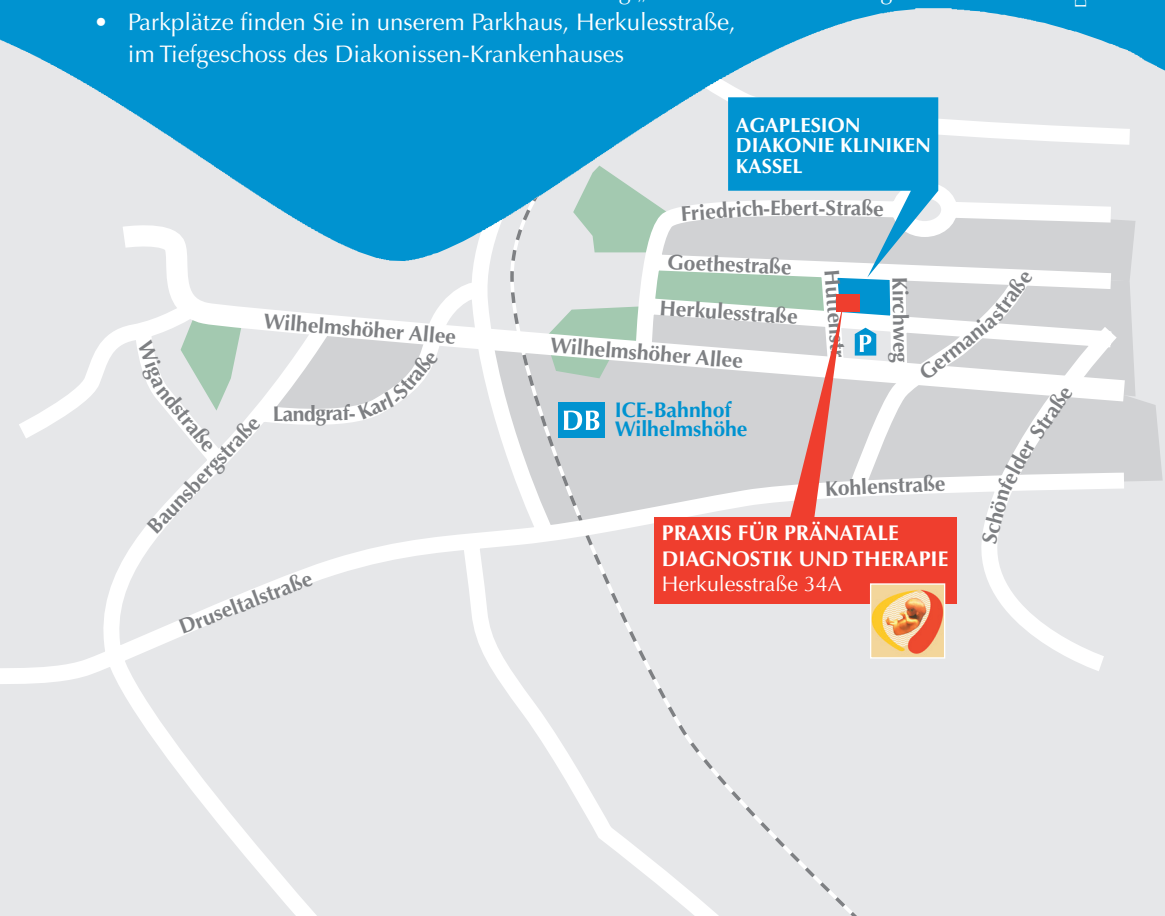 • Parkplätze finden Sie in unserem Parkhaus, Herkulesstraße,
im Tiefgeschoss des Diakonissen-Krankenhauses
AGAPLESION
DIAKONIE KLINIKEN
KASSEL
Friedrich-Ebert-Straße
Goethestraße
Herkulesstraße
Kirchweg
Germaniastraße
P
Wilhelmshöher Allee
Wilhelmshöher Allee
Wigandstraße
Landgraf-Karl-Straße
Baunsbergstraße
DB
ICE-Bahnhof
Wilhelmshöhe
Schönfelder Straße
Kohlenstraße
PRAXIS FÜR PRÄNATALE
DIAGNOSTIK UND THERAPIE
Herkulesstraße 34A
Druseltalstraße